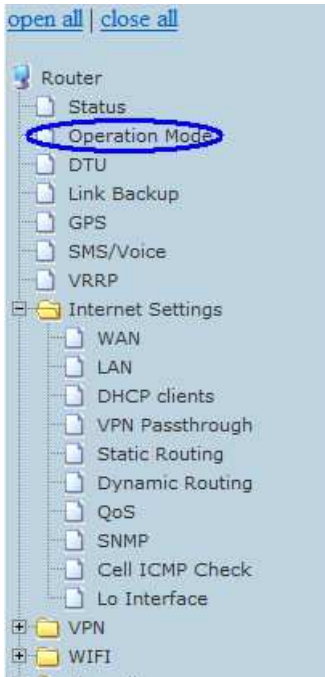 open all | close all
Router
Status
Operation Mode
DTU
Link Backup
GPS
SMS/Voice
VRRP
Internet Settings
WAN
LAN
DHCP clients
VPN Passthrough
Static Routing
Dynamic Routing
QoS
SNMP
Cell ICMP Check
Lo Interface
VPN
WIFI